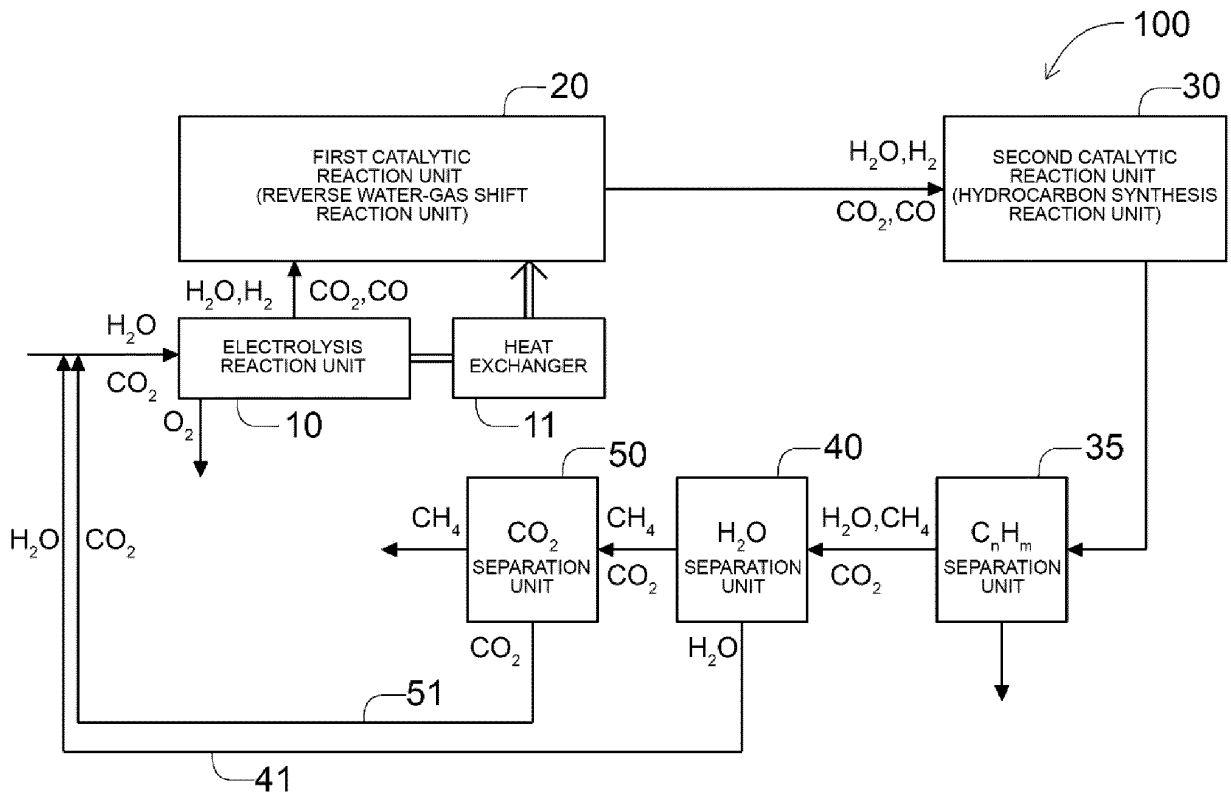 100
20
30
FIRST CATALYTIC
REACTION UNIT
(REVERSE WATER-GAS SHIFT
REACTION UNIT)
H₂O,H₂
CO₂,CO
SECOND CATALYTIC
REACTION UNIT
(HYDROCARBON SYNTHESIS
REACTION UNIT)
H₂O,H₂
CO₂,CO
H₂O
CO₂
ELECTROLYSIS
REACTION UNIT
HEAT
EXCHANGER
O₂
10
11
50
40
35
H₂O
CO₂
CH₄
CO₂
SEPARATION
UNIT
CH₄
CO₂
H₂O
SEPARATION
UNIT
H₂O,CH₄
CO₂
CₙHₘ
SEPARATION
UNIT
CO₂
H₂O
51
41